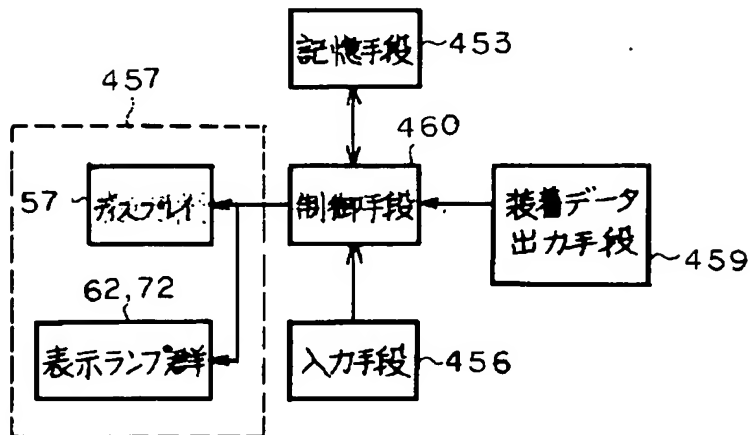 記憶手段
453
457
460
57
ディスプレイ
制御手段
装着データ
出力手段
459
62,72
表示ランプ群
入力手段
456